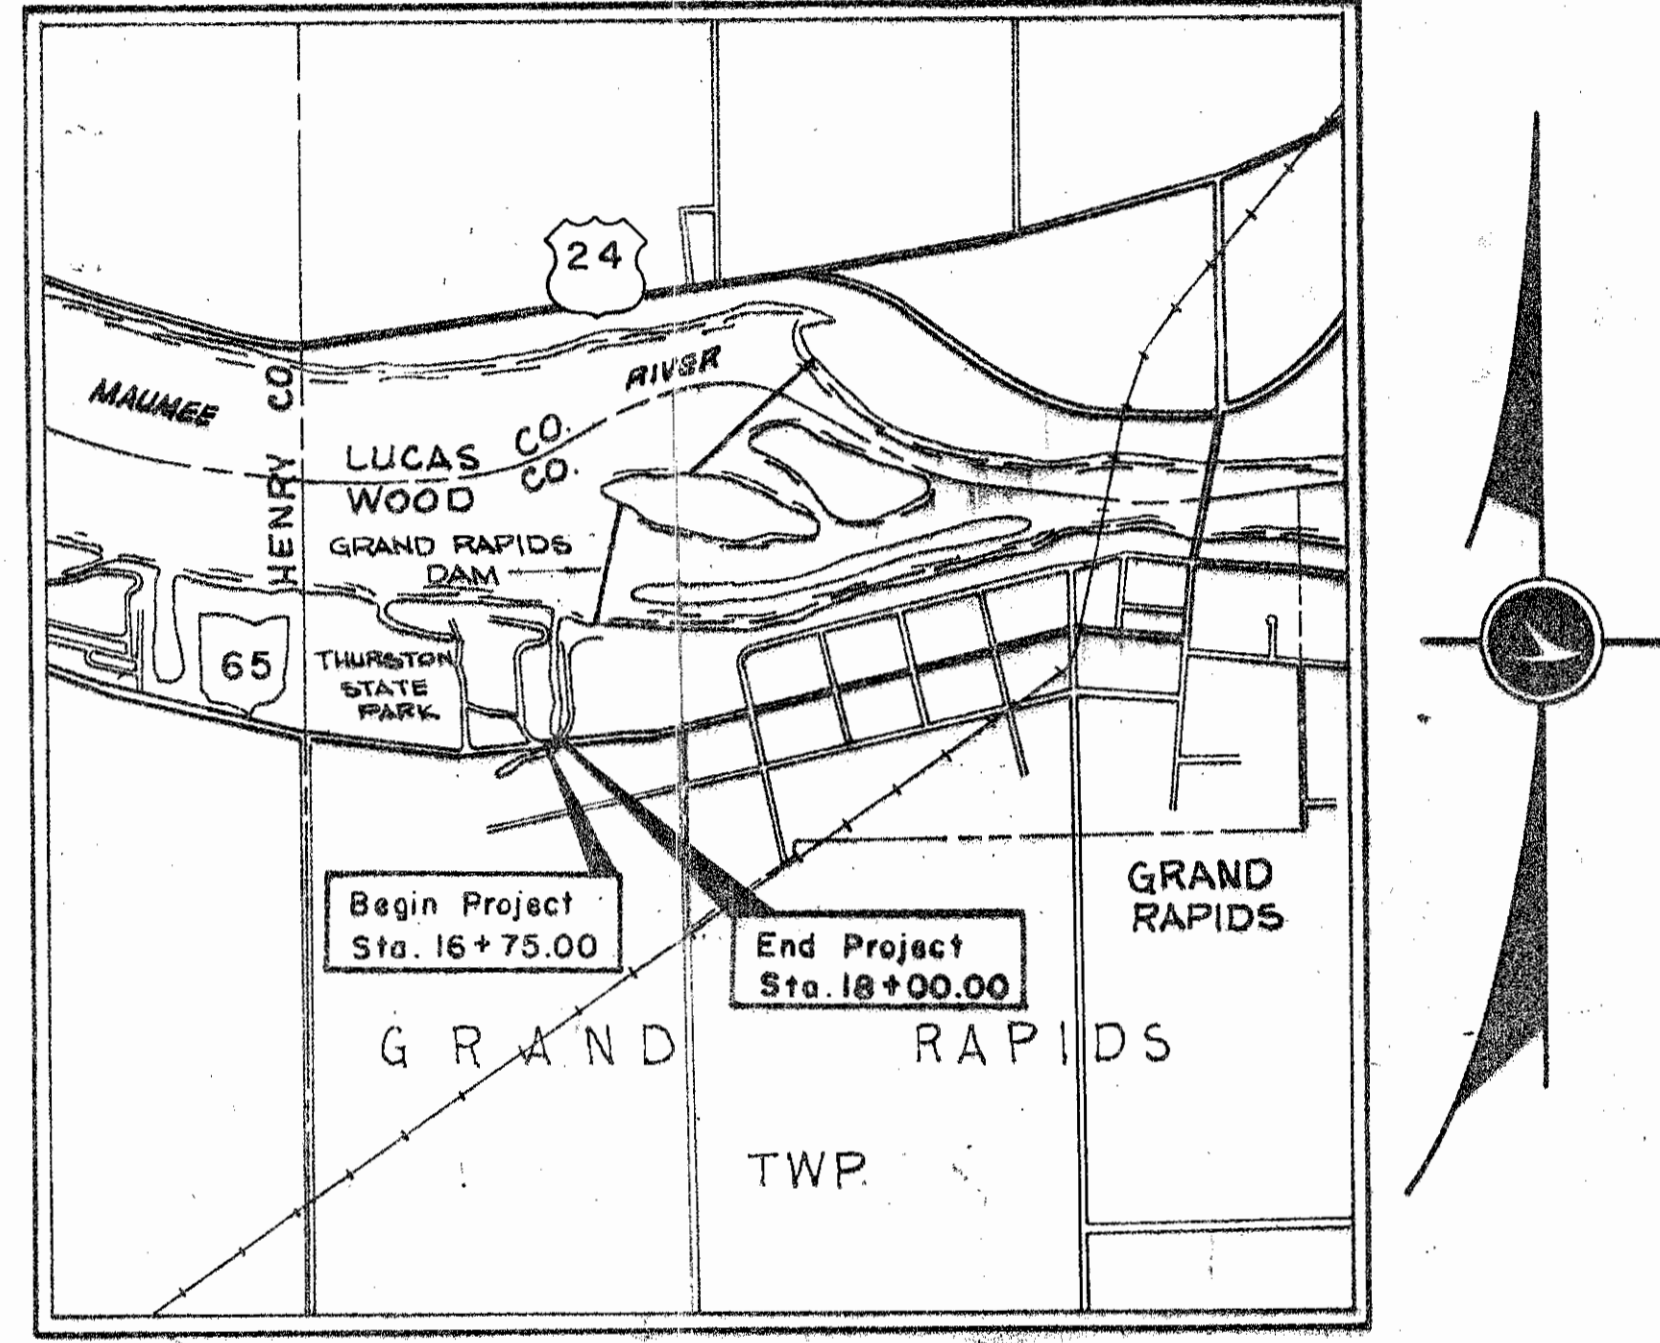 24
MAUMEE
RIVER
HENRY CO
LUCAS CO.
WOOD CO.
GRAND RAPIDS
DAM
65
THURSTON
STATE
PARK
Begin Project
Sta. 16+75.00
End Project
Sta. 18+00.00
GRAND
RAPIDS
GRAND RAPIDS
TWP.